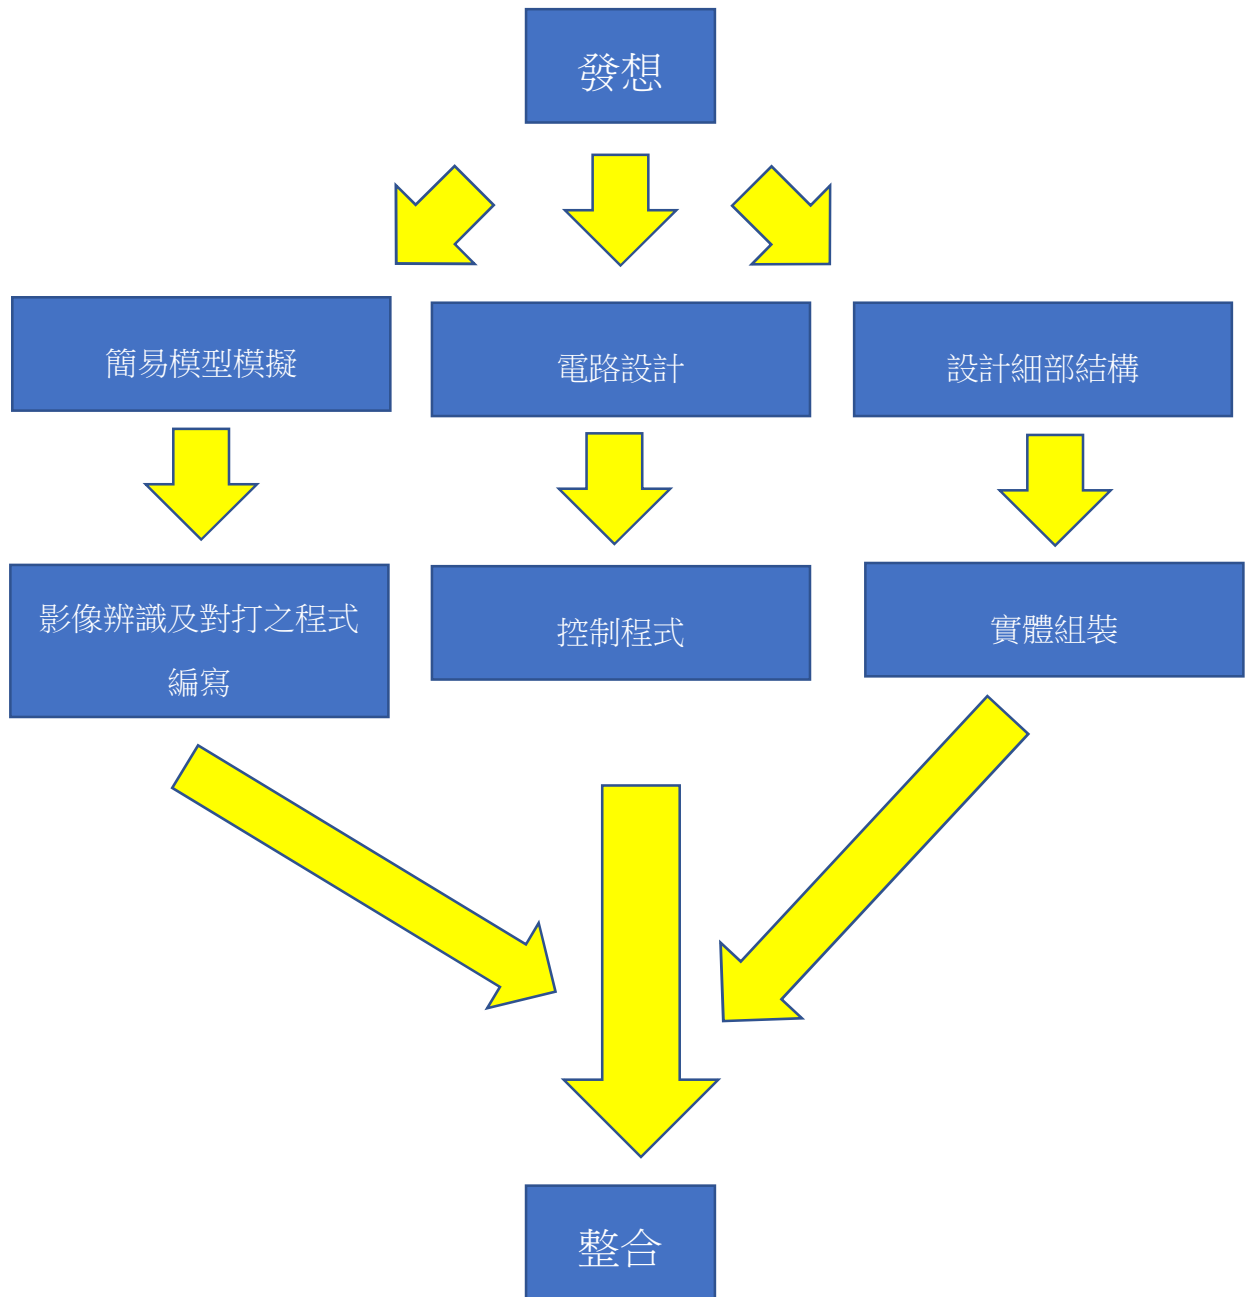 發想
簡易模型模擬
電路設計
設計細部結構
影像辨識及對打之程式
編寫
控制程式
實體組裝
整合